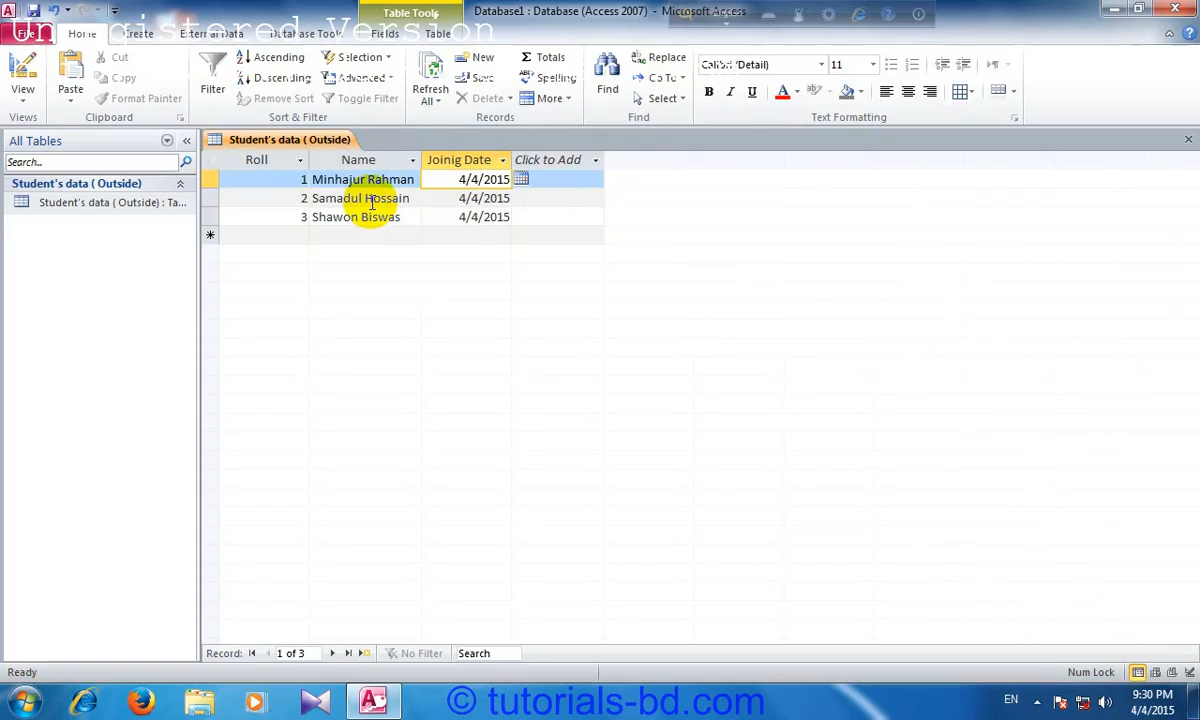 Table Tools
Database1 : Database (Access 2007) - Microsoft Access
Unregistered Version
File
Home
Create
External Data
Database Tools
Fields
Table
View
Views
Paste
Cut
Copy
Format Painter
Clipboard
Filter
Ascending
Descending
Remove Sort
Selection
Advanced
Toggle Filter
Sort & Filter
Refresh
All
New
Save
Delete
Totals
Spelling
More
Records
Find
Replace
Go To
Select
Find
Calibri (Detail)
11
B I U A
Text Formatting
All Tables
Search...
Student's data ( Outside)
Student's data ( Outside) : Ta...
Student's data ( Outside)
Roll Name Joinig Date Click to Add
1 Minhajur Rahman 4/4/2015
2 Samadul Hossain 4/4/2015
3 Shawon Biswas 4/4/2015
Record: 1 of 3 No Filter Search
Ready
Num Lock
© tutorials-bd.com
EN
9:30 PM
4/4/2015